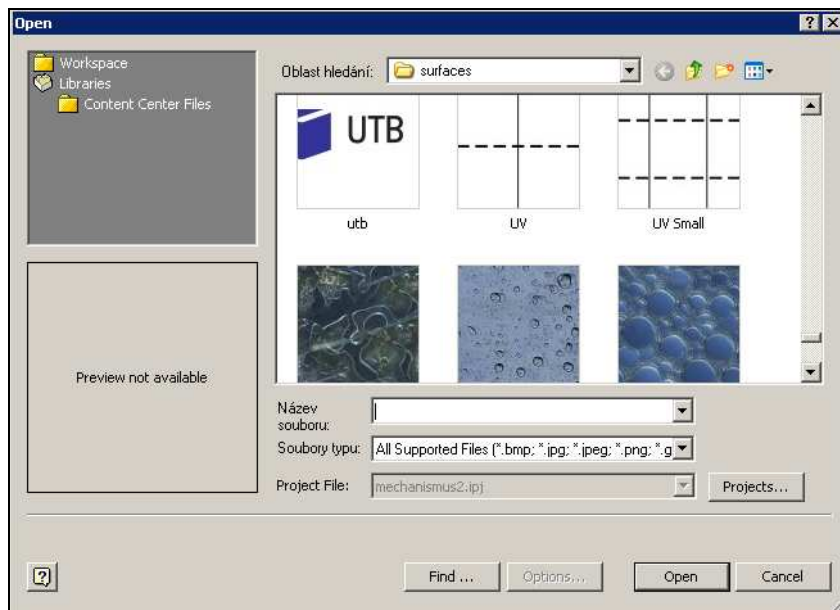 Open
Workspace
Libraries
Content Center Files
Oblast hledání:
surfaces
UTB
utb
UV
UV Small
Preview not available
Název souboru:
Soubory typu:
All Supported Files (*.bmp; *.jpg; *.jpeg; *.png; *.g
Project File:
mechanismus2.ipj
Projects...
Find ...
Options...
Open
Cancel